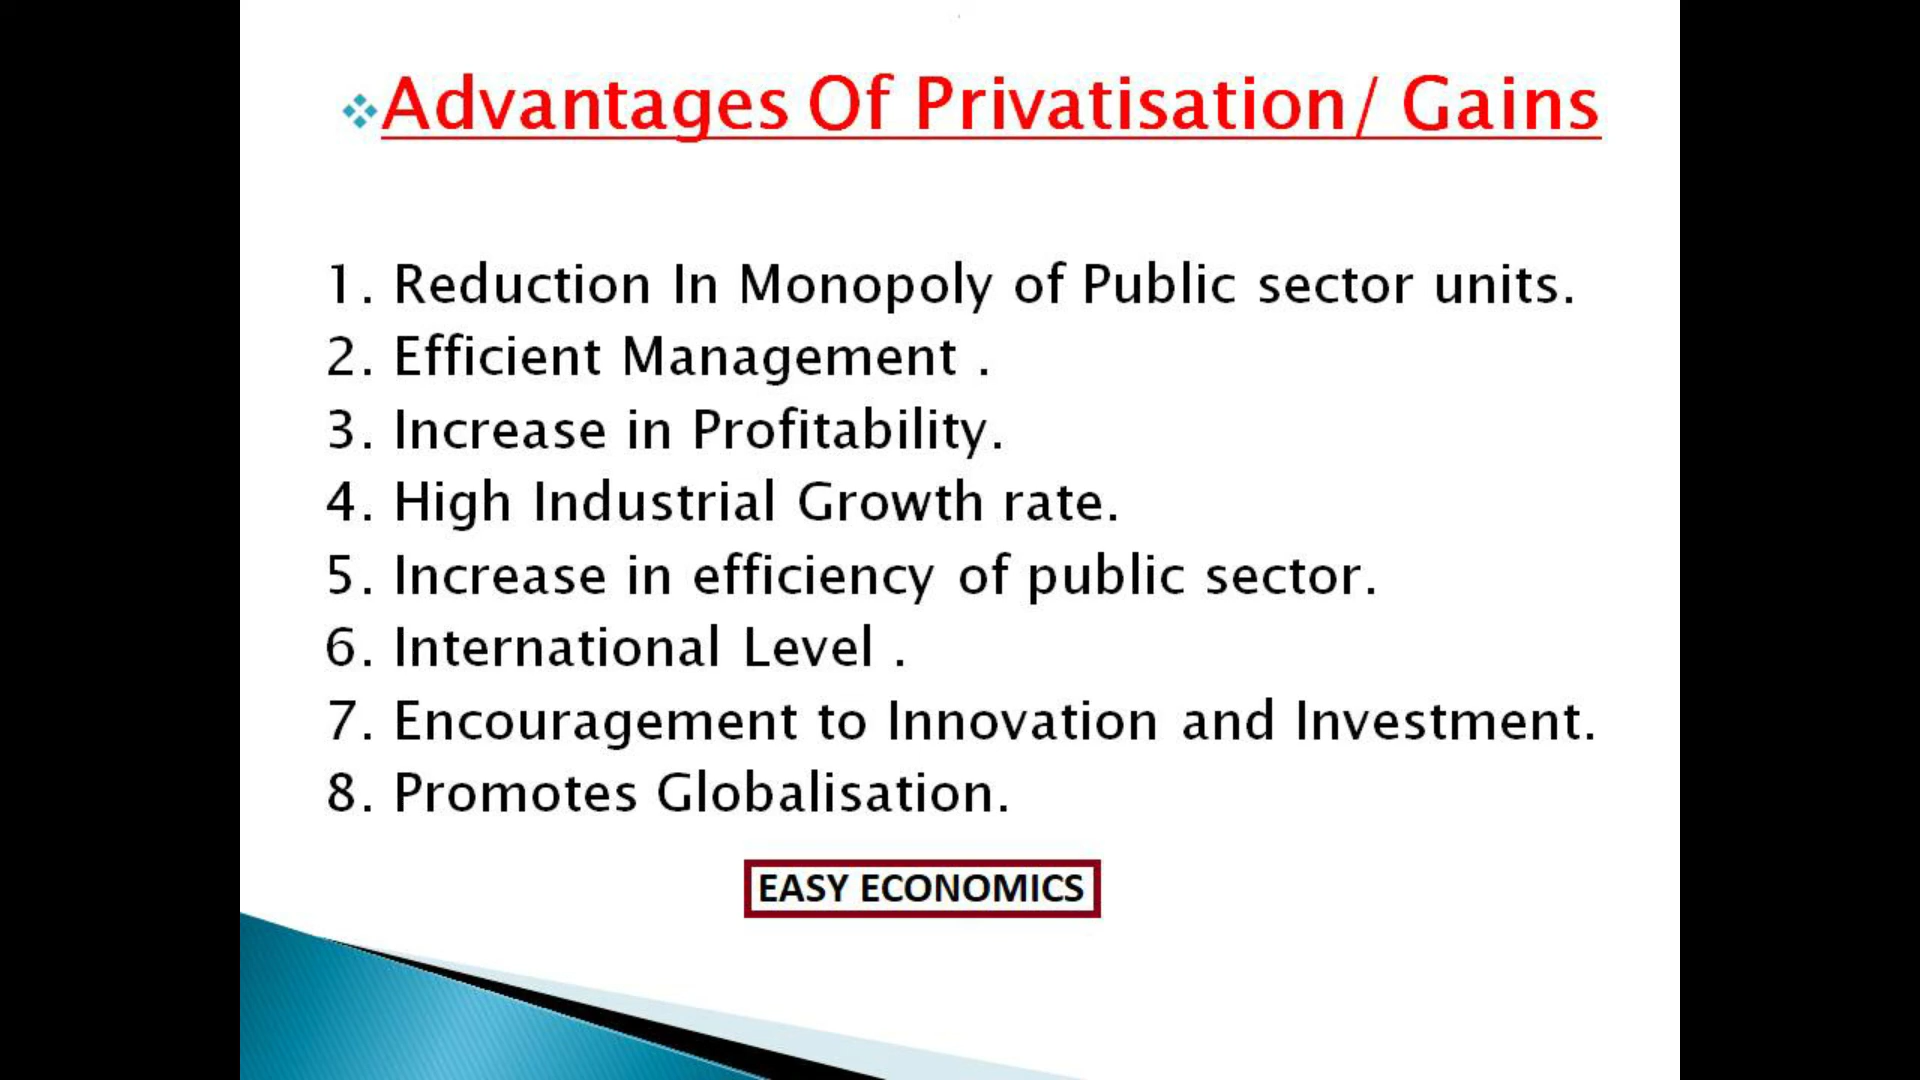 Advantages Of Privatisation/ Gains
1. Reduction In Monopoly of Public sector units.
2. Efficient Management .
3. Increase in Profitability.
4. High Industrial Growth rate.
5. Increase in efficiency of public sector.
6. International Level .
7. Encouragement to Innovation and Investment.
8. Promotes Globalisation.
EASY ECONOMICS